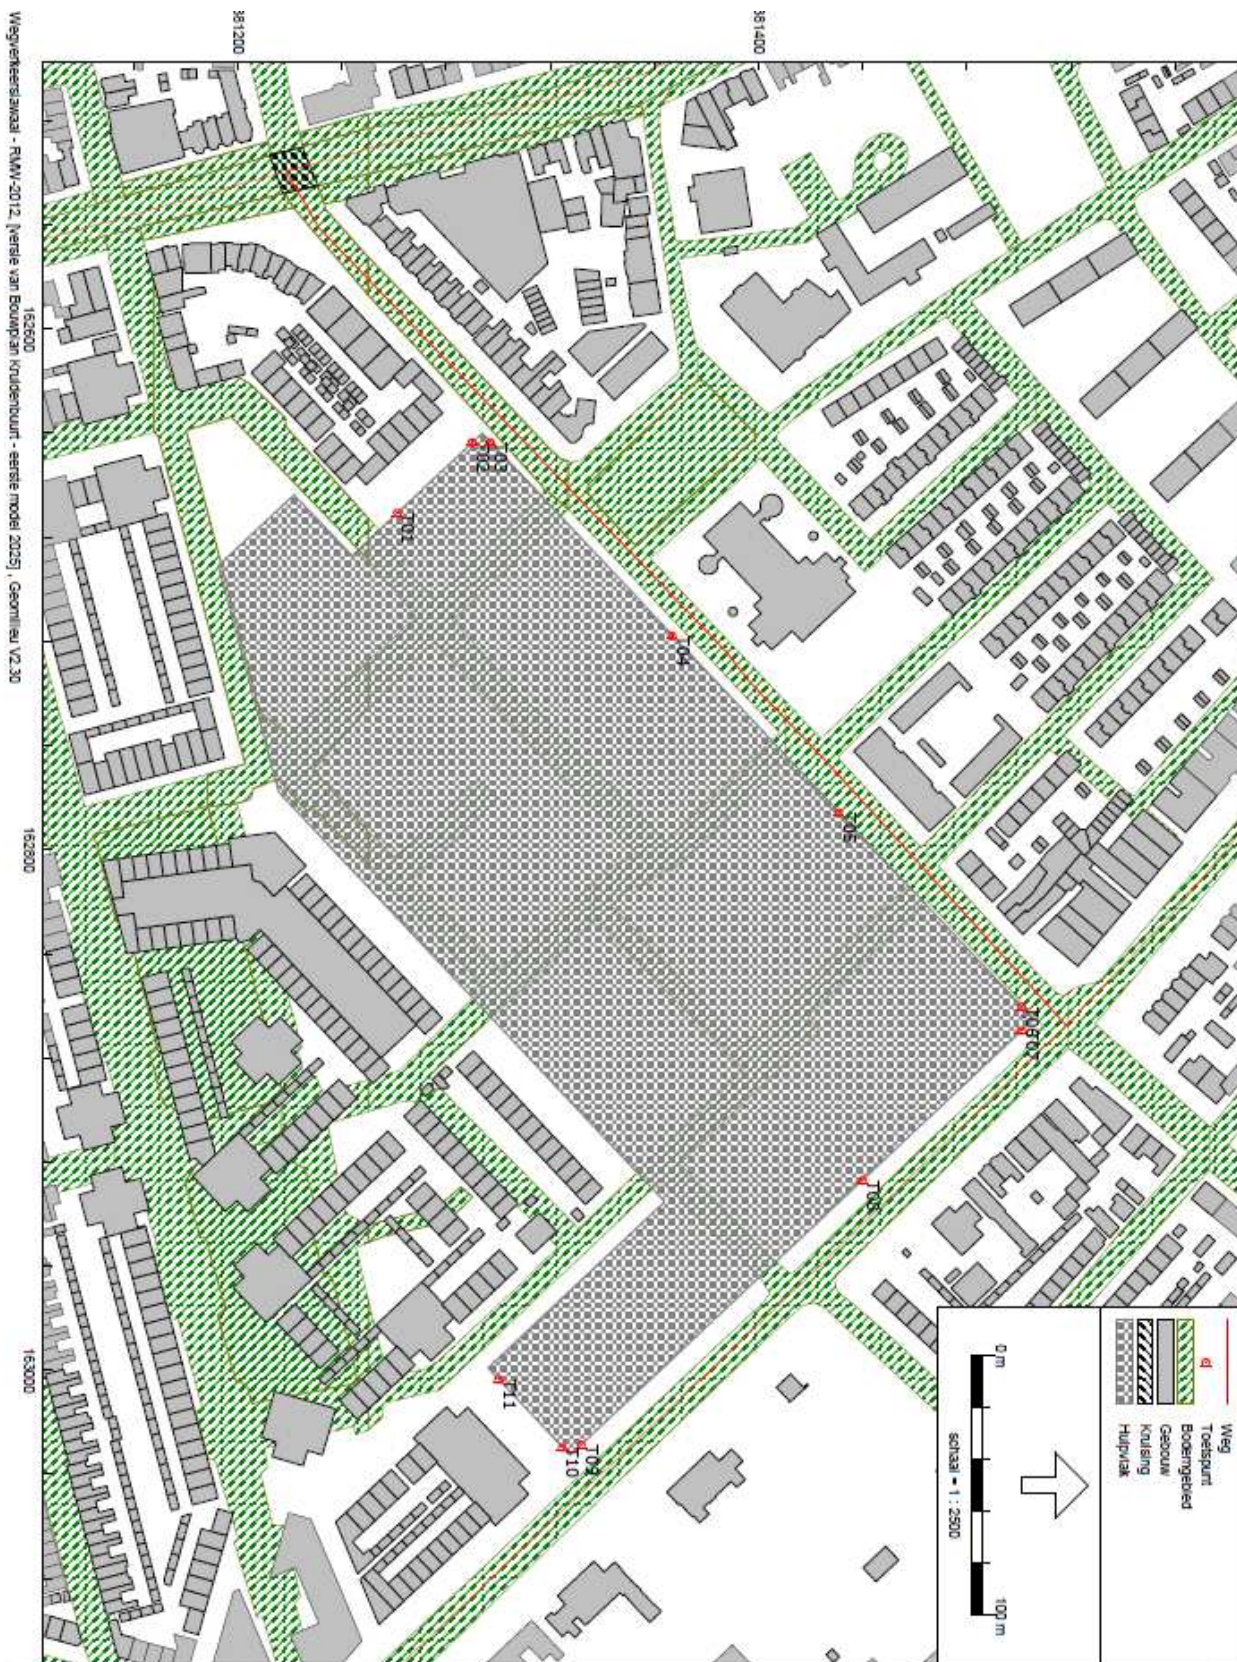 381200
381400
162600
162800
163000
T01
T02
T03
T04
T05
T06
T07
T08
T09
T10
T11
Weg
Toetspunt
Bodemgebied
Gebouw
Kruising
Hulpvlak
0 m
100 m
schaal = 1 : 2500
Wegverkeerslawaai - RMW-2012, [versie van Bouwplan Kruidenbuurt - eerste model 2025] , Geomilieu V2.30